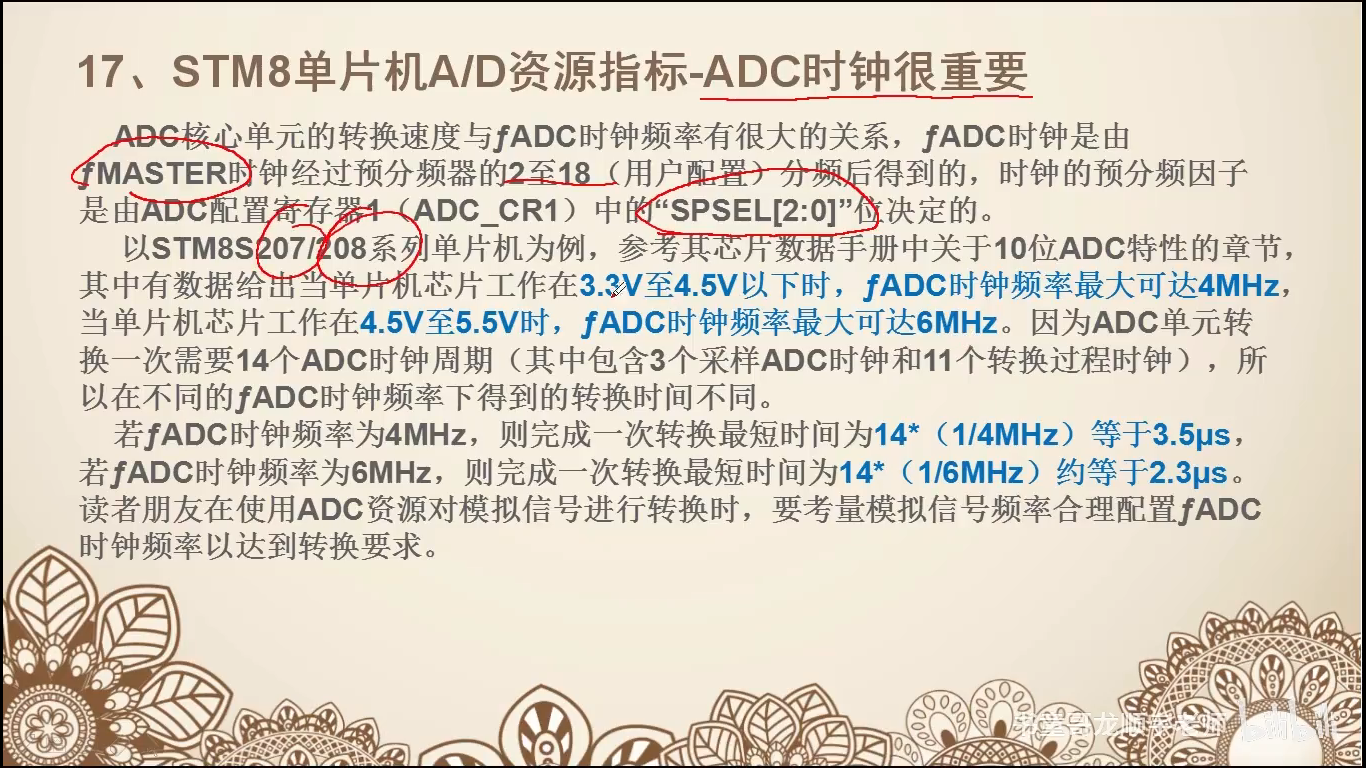 17、STM8单片机A/D资源指标-ADC时钟很重要
ADC核心单元的转换速度与ƒADC时钟频率有很大的关系，ƒADC时钟是由
ƒMASTER时钟经过预分频器的2至18（用户配置）分频后得到的，时钟的预分频因子
是由ADC配置寄存器1（ADC_CR1）中的“SPSEL[2:0]”位决定的。
以STM8S207/208系列单片机为例，参考其芯片数据手册中关于10位ADC特性的章节，
其中有数据给出当单片机芯片工作在3.3V至4.5V以下时，ƒADC时钟频率最大可达4MHz，
当单片机芯片工作在4.5V至5.5V时，ƒADC时钟频率最大可达6MHz。因为ADC单元转
换一次需要14个ADC时钟周期（其中包含3个采样ADC时钟和11个转换过程时钟），所
以在不同的ƒADC时钟频率下得到的转换时间不同。
若ƒADC时钟频率为4MHz，则完成一次转换最短时间为14*（1/4MHz）等于3.5μs，
若ƒADC时钟频率为6MHz，则完成一次转换最短时间为14*（1/6MHz）约等于2.3μs。
读者朋友在使用ADC资源对模拟信号进行转换时，要考量模拟信号频率合理配置ƒADC
时钟频率以达到转换要求。
bilibili